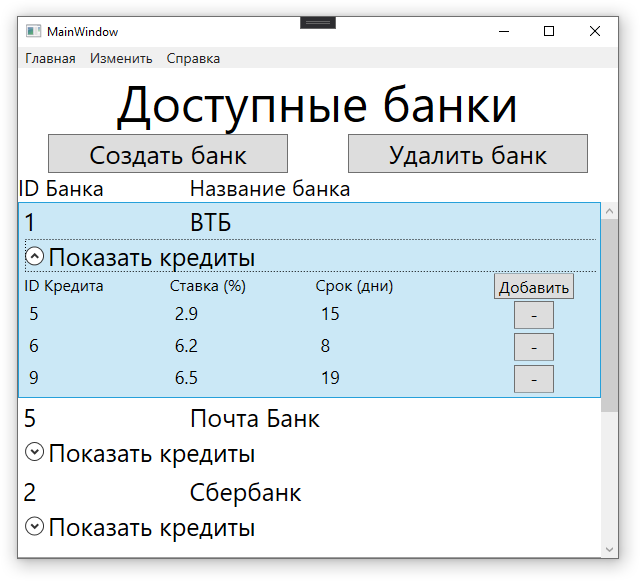 MainWindow
Главная Изменить Справка
Доступные банки
Создать банк Удалить банк
ID Банка Название банка
1 ВТБ
Показать кредиты
ID Кредита Ставка (%) Срок (дни) Добавить
5 2.9 15 -
6 6.2 8 -
9 6.5 19 -
5 Почта Банк
Показать кредиты
2 Сбербанк
Показать кредиты